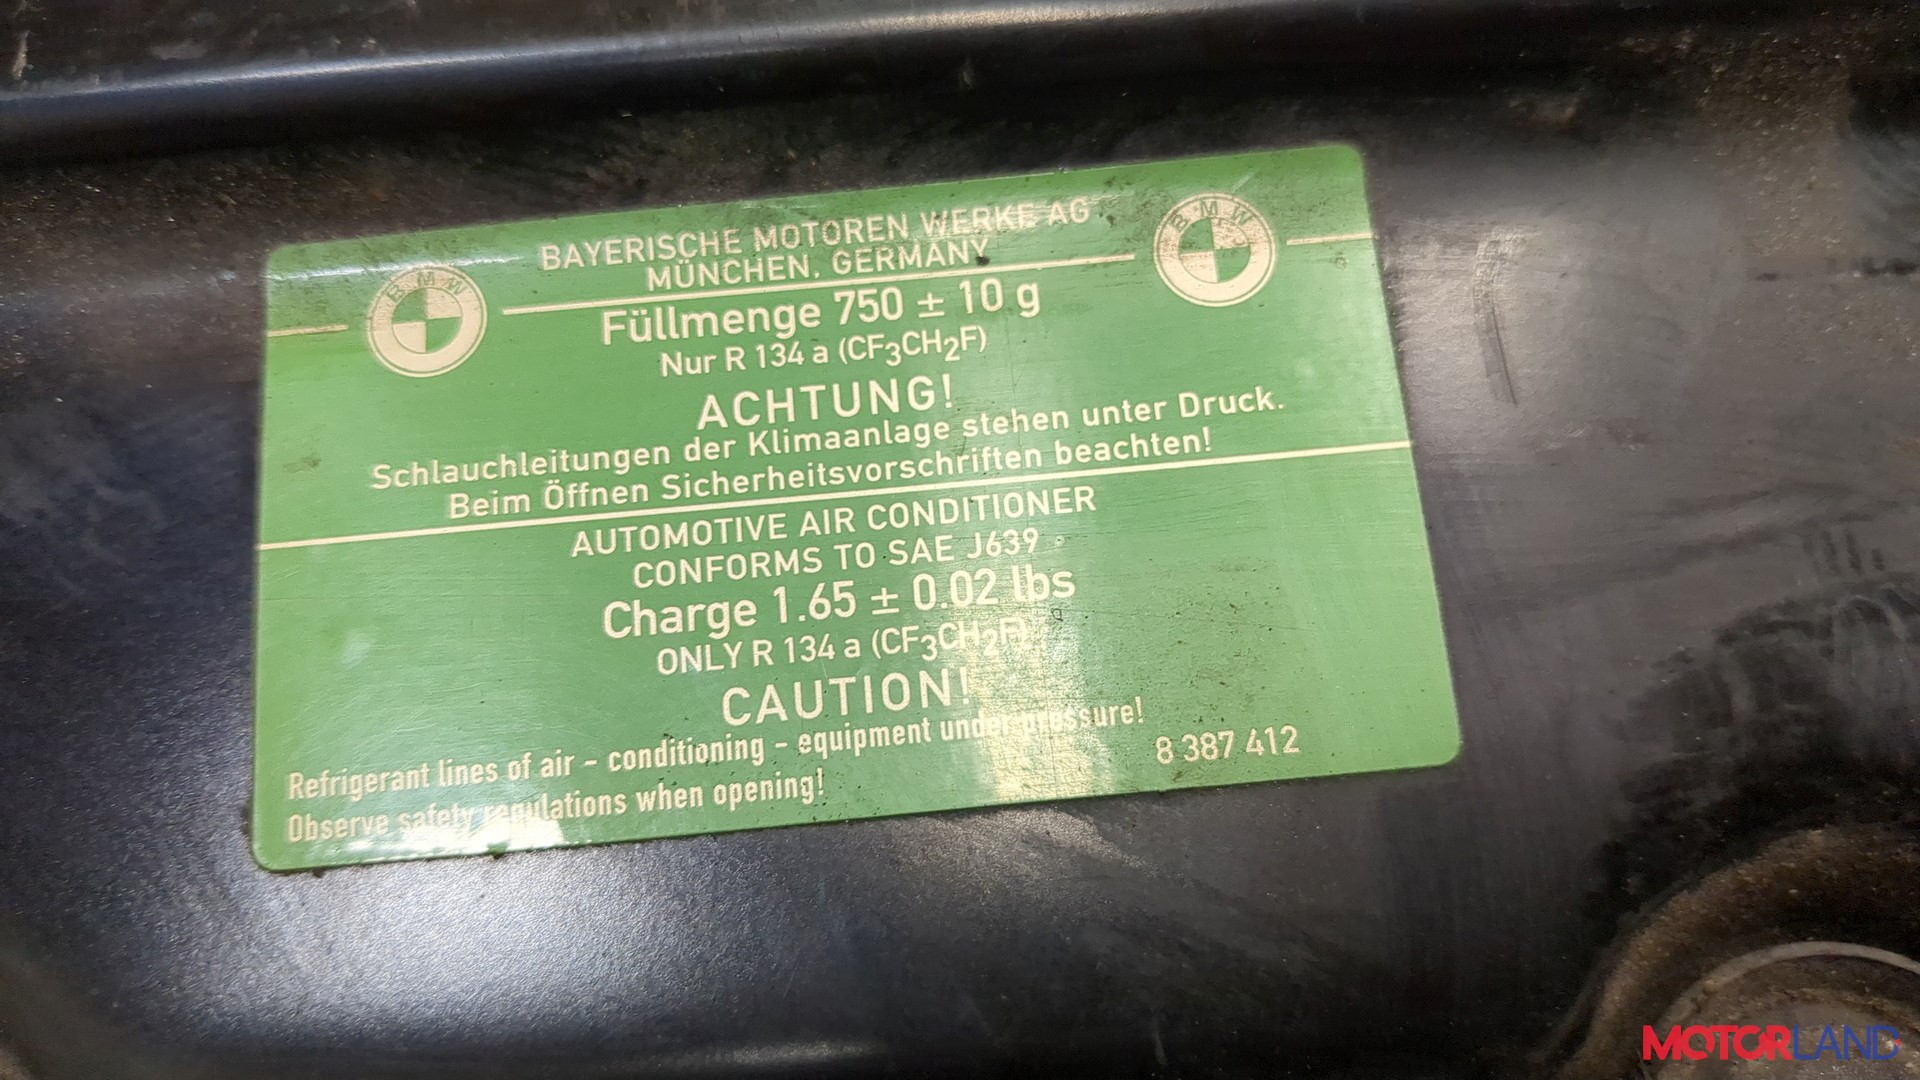 BAYERISCHE MOTOREN WERKE AG
MÜNCHEN. GERMANY
BMW
BMW
Füllmenge 750 ± 10 g
Nur R 134 a (CF₃CH₂F)
ACHTUNG!
Schlauchleitungen der Klimaanlage stehen unter Druck.
Beim Öffnen Sicherheitsvorschriften beachten!
AUTOMOTIVE AIR CONDITIONER
CONFORMS TO SAE J639
Charge 1.65 ± 0.02 lbs
ONLY R 134 a (CF₃CH₂F)
CAUTION!
Refrigerant lines of air - conditioning - equipment under pressure!
Observe safety regulations when opening!
8 387 412
MOTORLAND